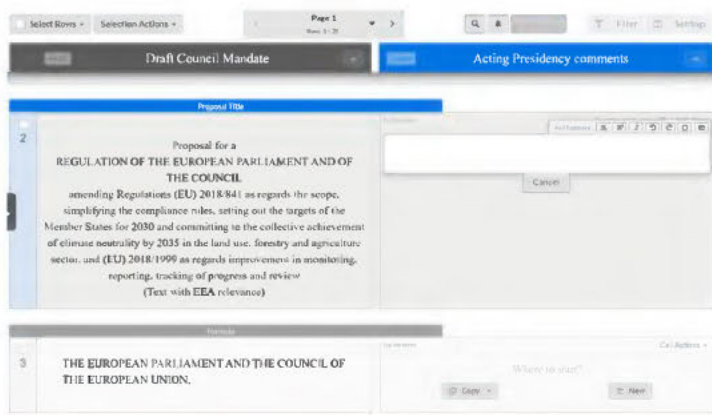 Select Rows
Selection Actions
Page 1
Filter
Settings
Draft Council Mandate
Acting Presidency comments
Proposal Title
2
Proposal for a
REGULATION OF THE EUROPEAN PARLIAMENT AND OF
THE COUNCIL
amending Regulations (EU) 2018/841 as regards the scope,
simplifying the compliance rules, setting out the targets of the
Member States for 2030 and committing to the collective achievement
of climate neutrality by 2035 in the land use, forestry and agriculture
sector, and (EU) 2018/1999 as regards improvement in monitoring,
reporting, tracking of progress and review
(Text with EEA relevance)
Cancel
Formula
Cell Actions
3
THE EUROPEAN PARLIAMENT AND THE COUNCIL OF
THE EUROPEAN UNION,
Where to start?
Copy
New